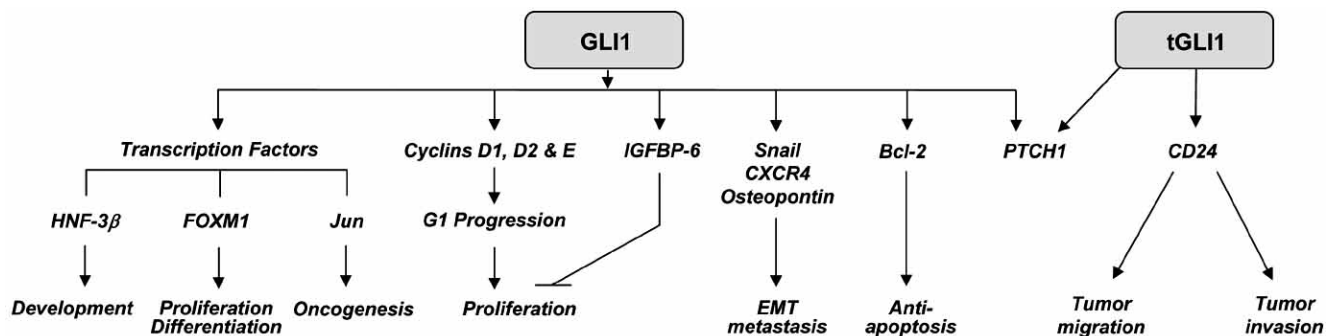 GLI1
tGLI1
Transcription Factors
Cyclins D1, D2 & E
IGFBP-6
Snail
CXCR4
Osteopontin
Bcl-2
PTCH1
CD24
HNF-3β
FOXM1
Jun
G1 Progression
Development
Proliferation
Differentiation
Oncogenesis
Proliferation
EMT
metastasis
Anti-
apoptosis
Tumor
migration
Tumor
invasion